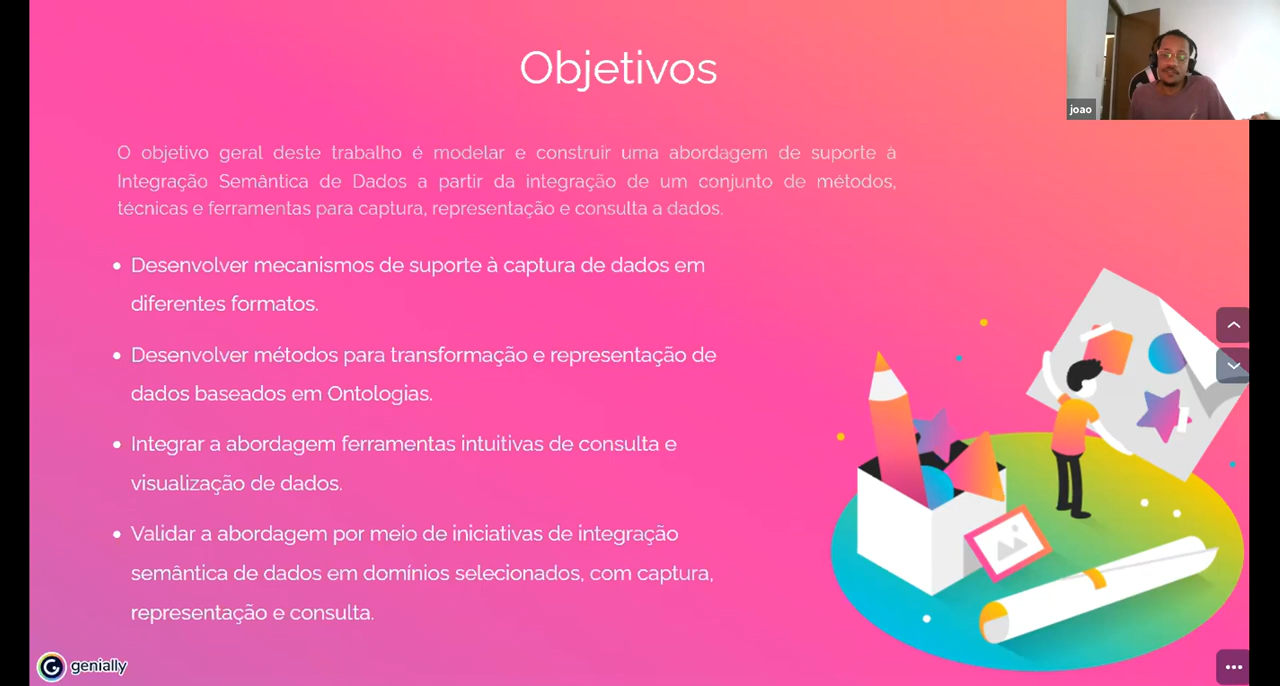 Objetivos
joao
O objetivo geral deste trabalho é modelar e construir uma abordagem de suporte à
Integração Semântica de Dados a partir da integração de um conjunto de métodos,
técnicas e ferramentas para captura, representação e consulta a dados.
• Desenvolver mecanismos de suporte à captura de dados em
diferentes formatos.
• Desenvolver métodos para transformação e representação de
dados baseados em Ontologias.
• Integrar a abordagem ferramentas intuitivas de consulta e
visualização de dados.
• Validar a abordagem por meio de iniciativas de integração
semântica de dados em domínios selecionados, com captura,
representação e consulta.
genially